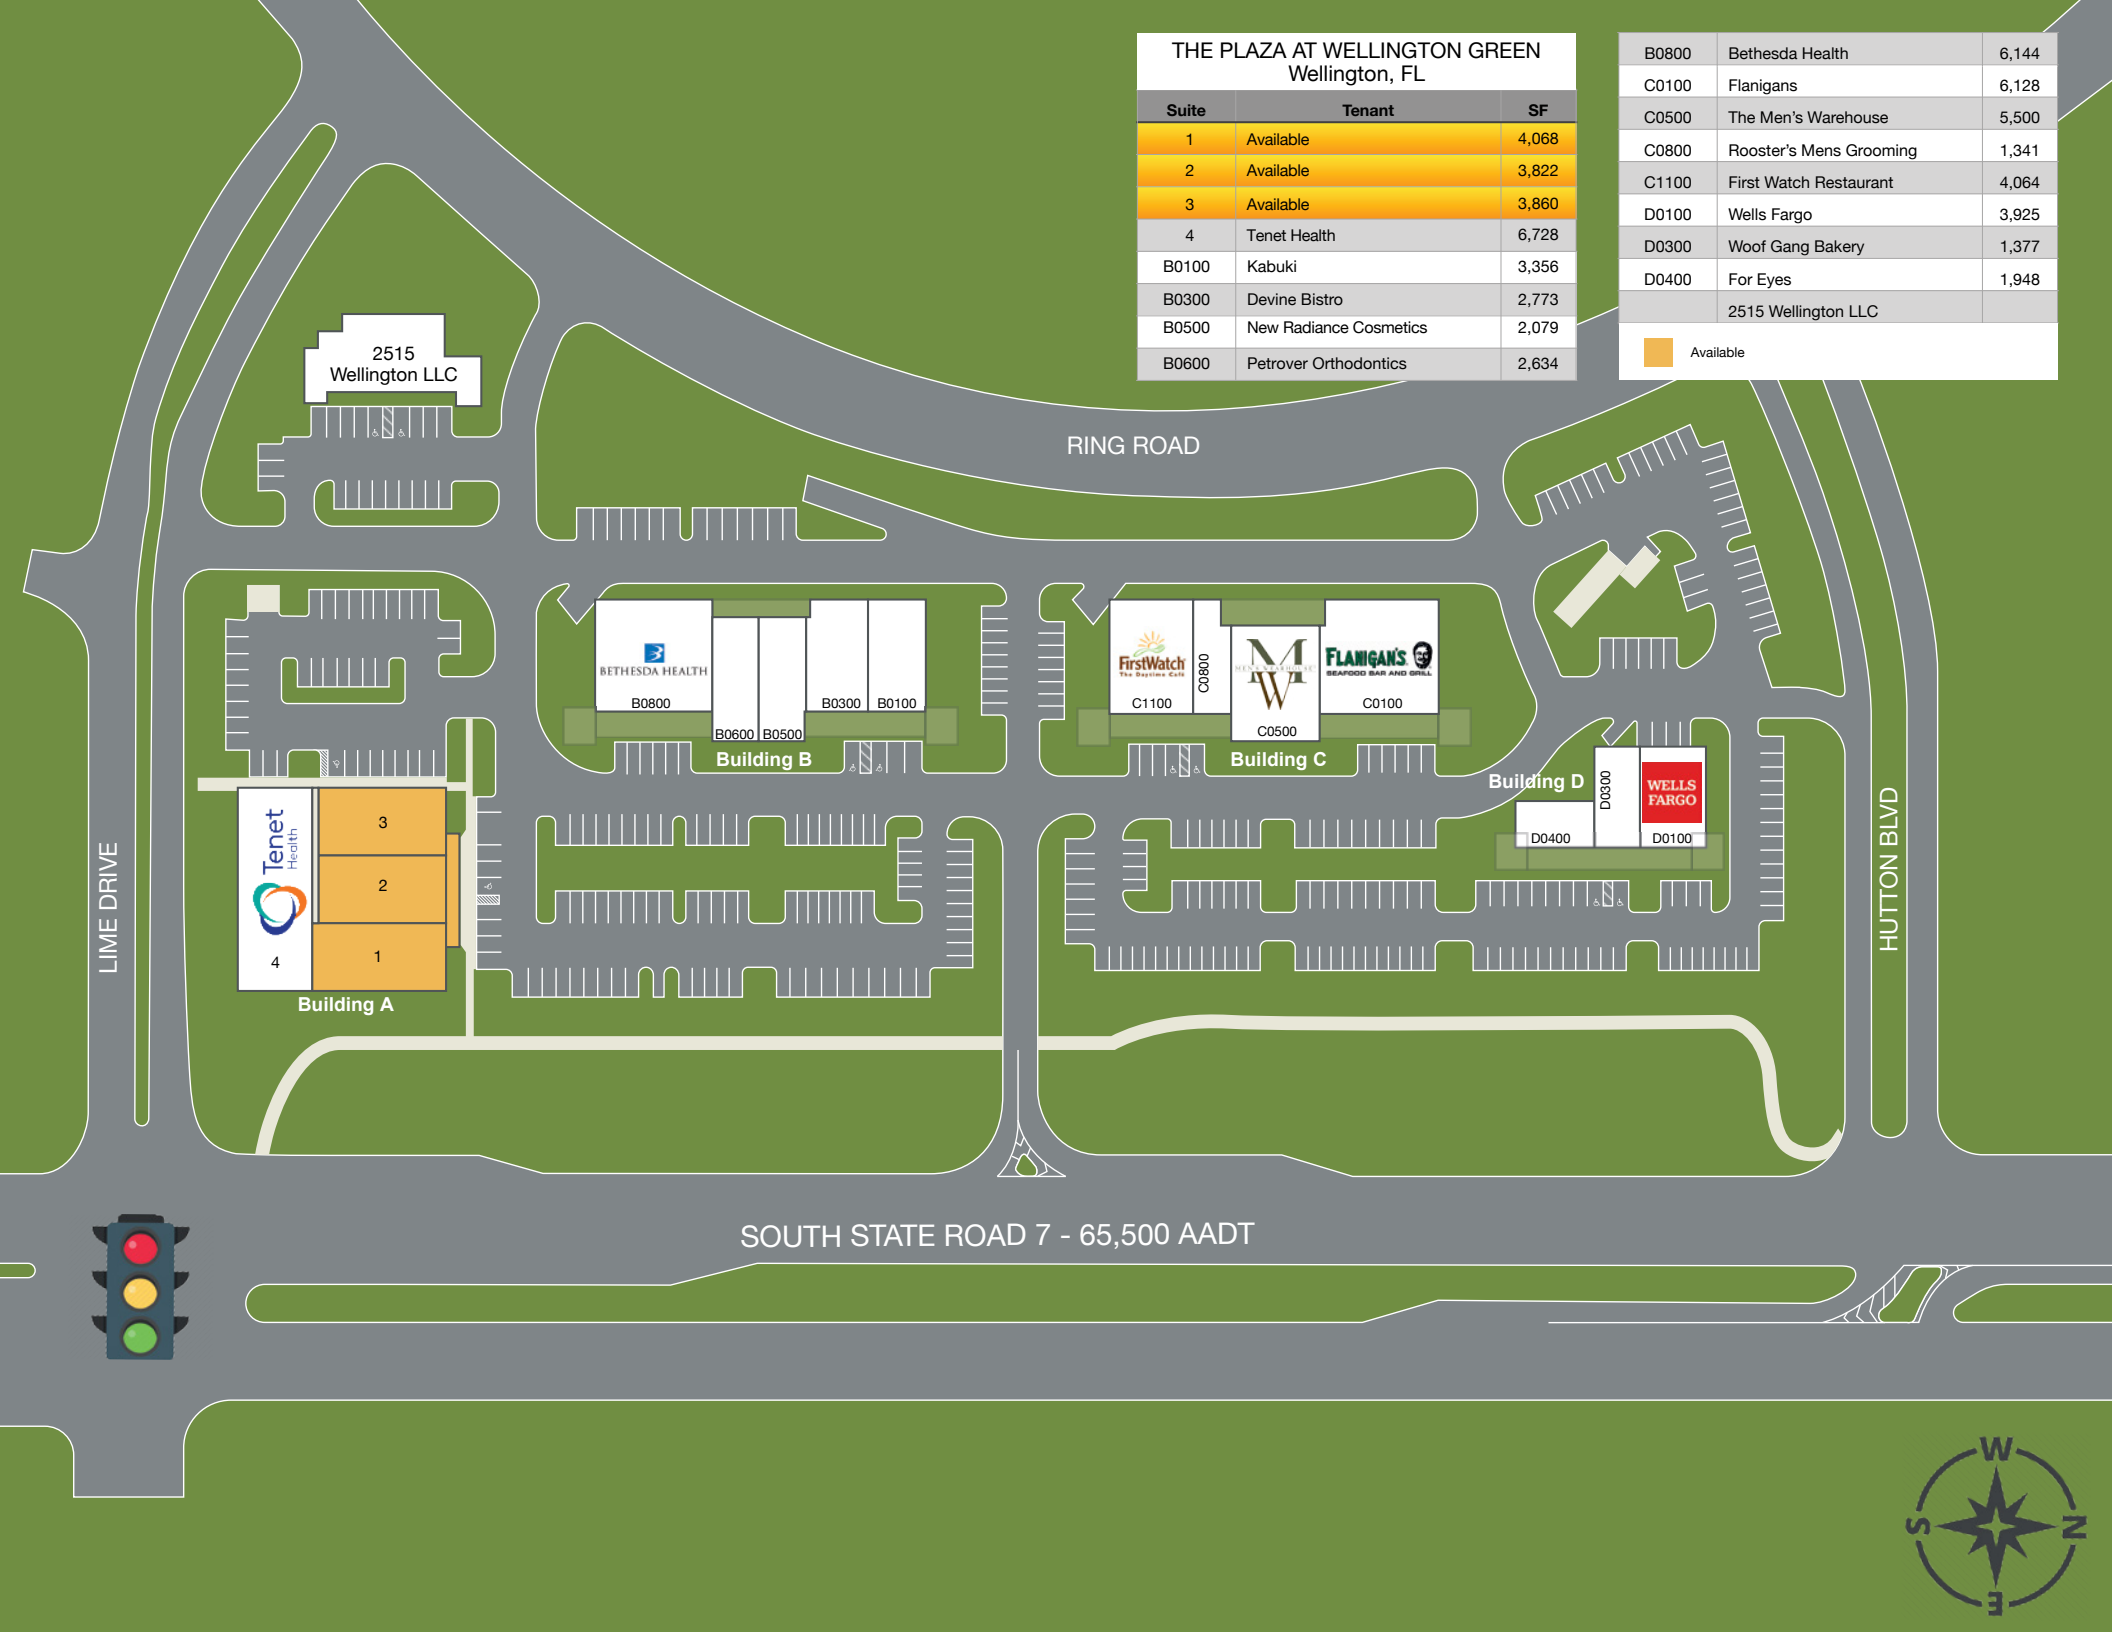 THE PLAZA AT WELLINGTON GREEN
Wellington, FL
Suite Tenant SF
1 Available 4,068
2 Available 3,822
3 Available 3,860
4 Tenet Health 6,728
B0100 Kabuki 3,356
B0300 Devine Bistro 2,773
B0500 New Radiance Cosmetics 2,079
B0600 Petrover Orthodontics 2,634
B0800 Bethesda Health 6,144
C0100 Flanigans 6,128
C0500 The Men's Warehouse 5,500
C0800 Rooster's Mens Grooming 1,341
C1100 First Watch Restaurant 4,064
D0100 Wells Fargo 3,925
D0300 Woof Gang Bakery 1,377
D0400 For Eyes 1,948
2515 Wellington LLC
Available
2515
Wellington LLC
RING ROAD
BETHESDA HEALTH
B0800
B0600
B0500
B0300
B0100
Building B
FirstWatch
The Daytime Café
C1100
C0800
M
MEN'S WEARHOUSE
W
C0500
FLANIGAN'S
SEAFOOD BAR AND GRILL
C0100
Building C
Building D
D0400
D0300
WELLS
FARGO
D0100
Tenet
Health
4
3
2
1
Building A
LIME DRIVE
HUTTON BLVD
SOUTH STATE ROAD 7 - 65,500 AADT
W
S
N
E